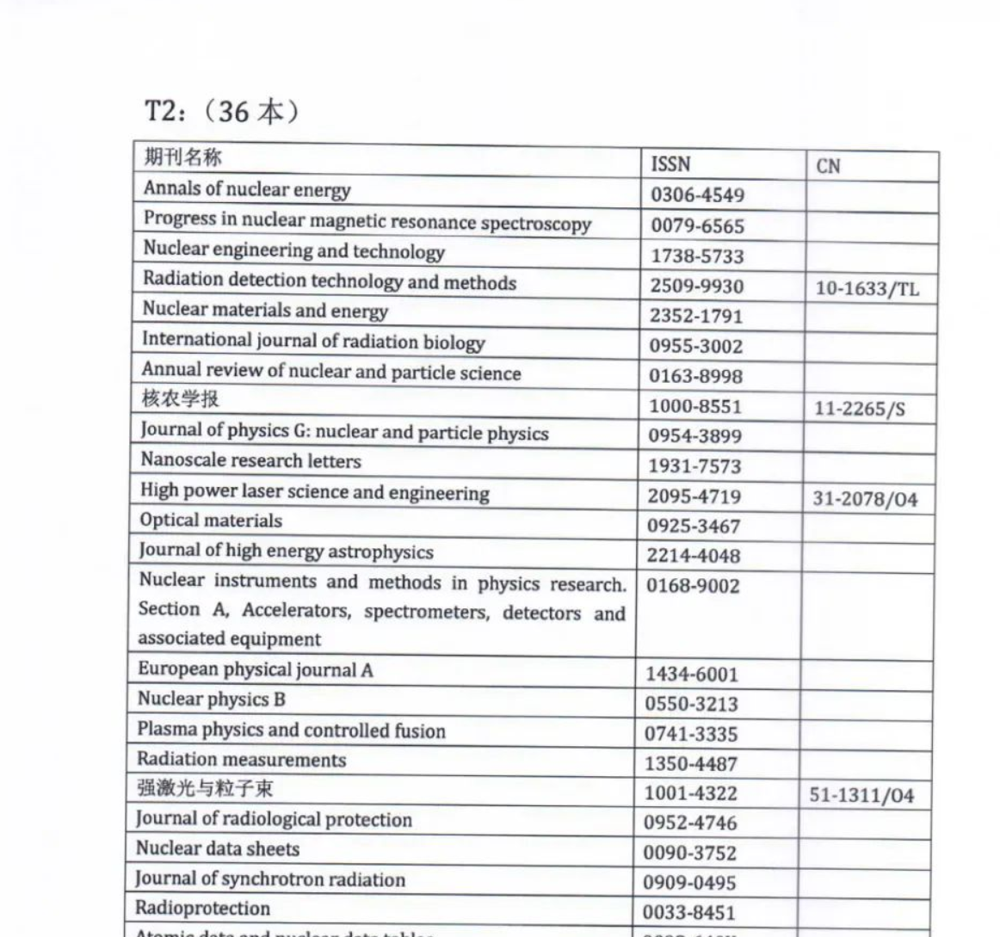 T2:（36 本）
期刊名称 ISSN CN
Annals of nuclear energy 0306-4549
Progress in nuclear magnetic resonance spectroscopy 0079-6565
Nuclear engineering and technology 1738-5733
Radiation detection technology and methods 2509-9930 10-1633/TL
Nuclear materials and energy 2352-1791
International journal of radiation biology 0955-3002
Annual review of nuclear and particle science 0163-8998
核农学报 1000-8551 11-2265/S
Journal of physics G: nuclear and particle physics 0954-3899
Nanoscale research letters 1931-7573
High power laser science and engineering 2095-4719 31-2078/O4
Optical materials 0925-3467
Journal of high energy astrophysics 2214-4048
Nuclear instruments and methods in physics research. 0168-9002
Section A, Accelerators, spectrometers, detectors and
associated equipment
European physical journal A 1434-6001
Nuclear physics B 0550-3213
Plasma physics and controlled fusion 0741-3335
Radiation measurements 1350-4487
强激光与粒子束 1001-4322 51-1311/O4
Journal of radiological protection 0952-4746
Nuclear data sheets 0090-3752
Journal of synchrotron radiation 0909-0495
Radioprotection 0033-8451
Atomic data and nuclear data tables